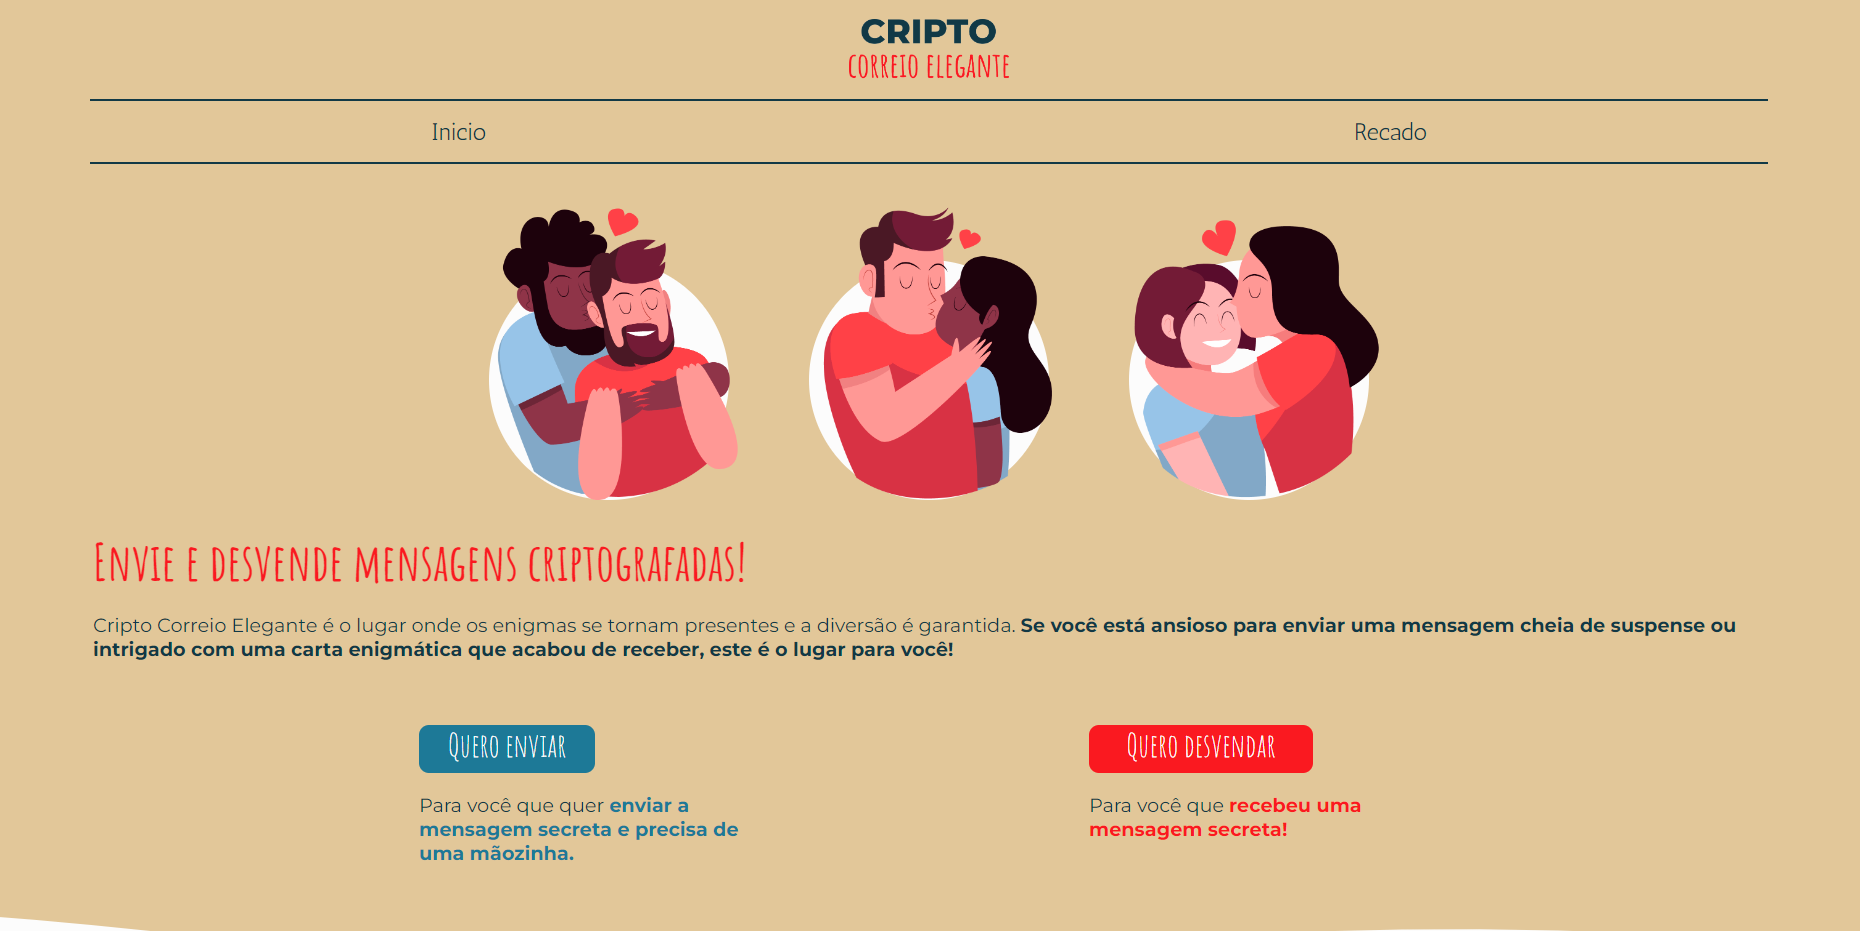 CRIPTO
CORREIO ELEGANTE
Inicio
Recado
Envie e desvende mensagens criptografadas!
Cripto Correio Elegante é o lugar onde os enigmas se tornam presentes e a diversão é garantida. Se você está ansioso para enviar uma mensagem cheia de suspense ou
intrigado com uma carta enigmática que acabou de receber, este é o lugar para você!
Quero enviar
Para você que quer enviar a
mensagem secreta e precisa de
uma mãozinha.
Quero desvendar
Para você que recebeu uma
mensagem secreta!